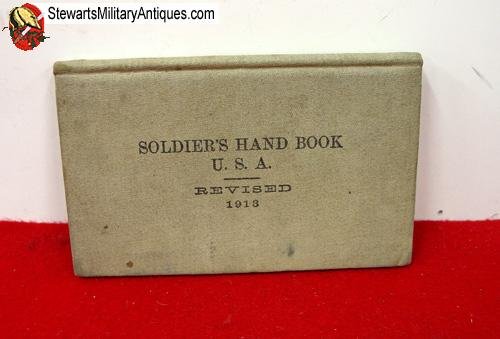 StewartsMilitaryAntiques.com
SOLDIER'S HAND BOOK
U. S. A.
REVISED
1913